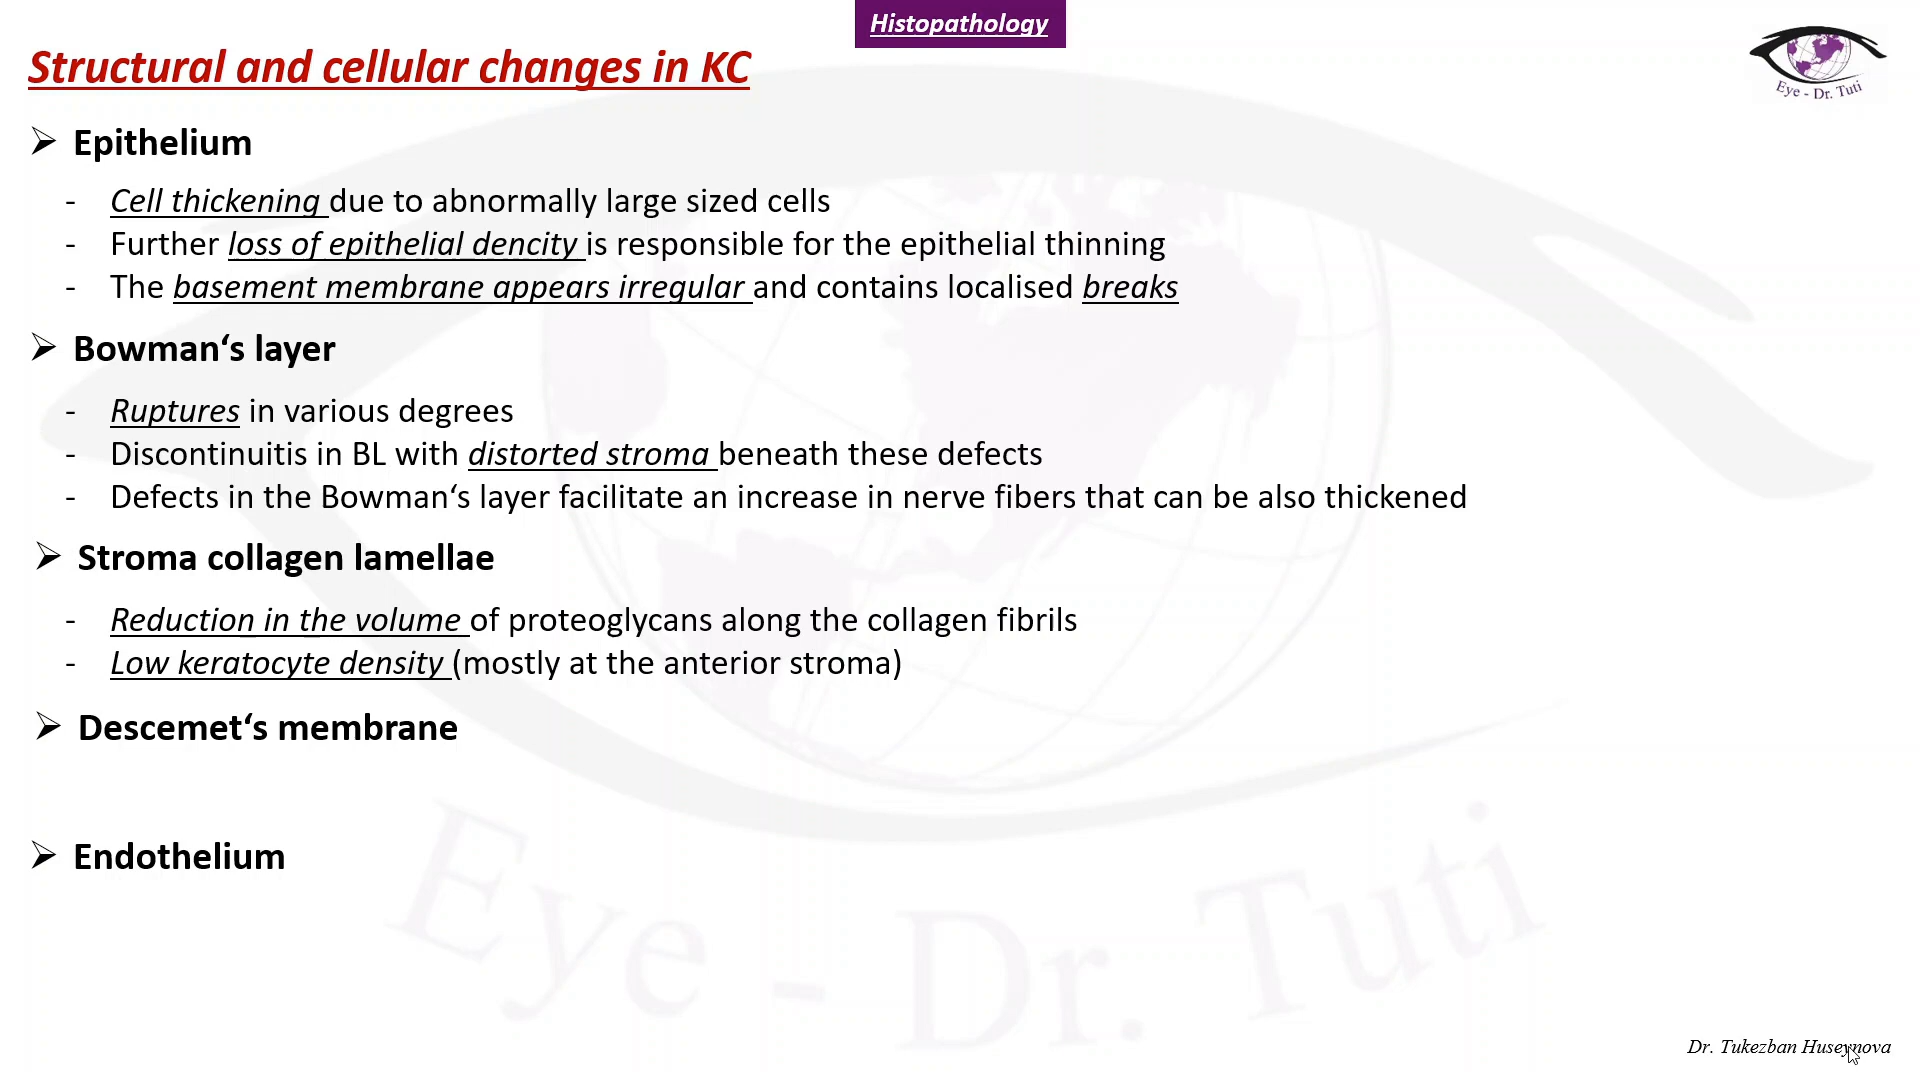 Histopathology
Structural and cellular changes in KC
Eye - Dr. Tuti
➢ Epithelium
- Cell thickening due to abnormally large sized cells
- Further loss of epithelial dencity is responsible for the epithelial thinning
- The basement membrane appears irregular and contains localised breaks
➢ Bowman‘s layer
- Ruptures in various degrees
- Discontinuitis in BL with distorted stroma beneath these defects
- Defects in the Bowman‘s layer facilitate an increase in nerve fibers that can be also thickened
➢ Stroma collagen lamellae
- Reduction in the volume of proteoglycans along the collagen fibrils
- Low keratocyte density (mostly at the anterior stroma)
➢ Descemet‘s membrane
➢ Endothelium
Eye - Dr. Tuti
Dr. Tukezban Huseynova